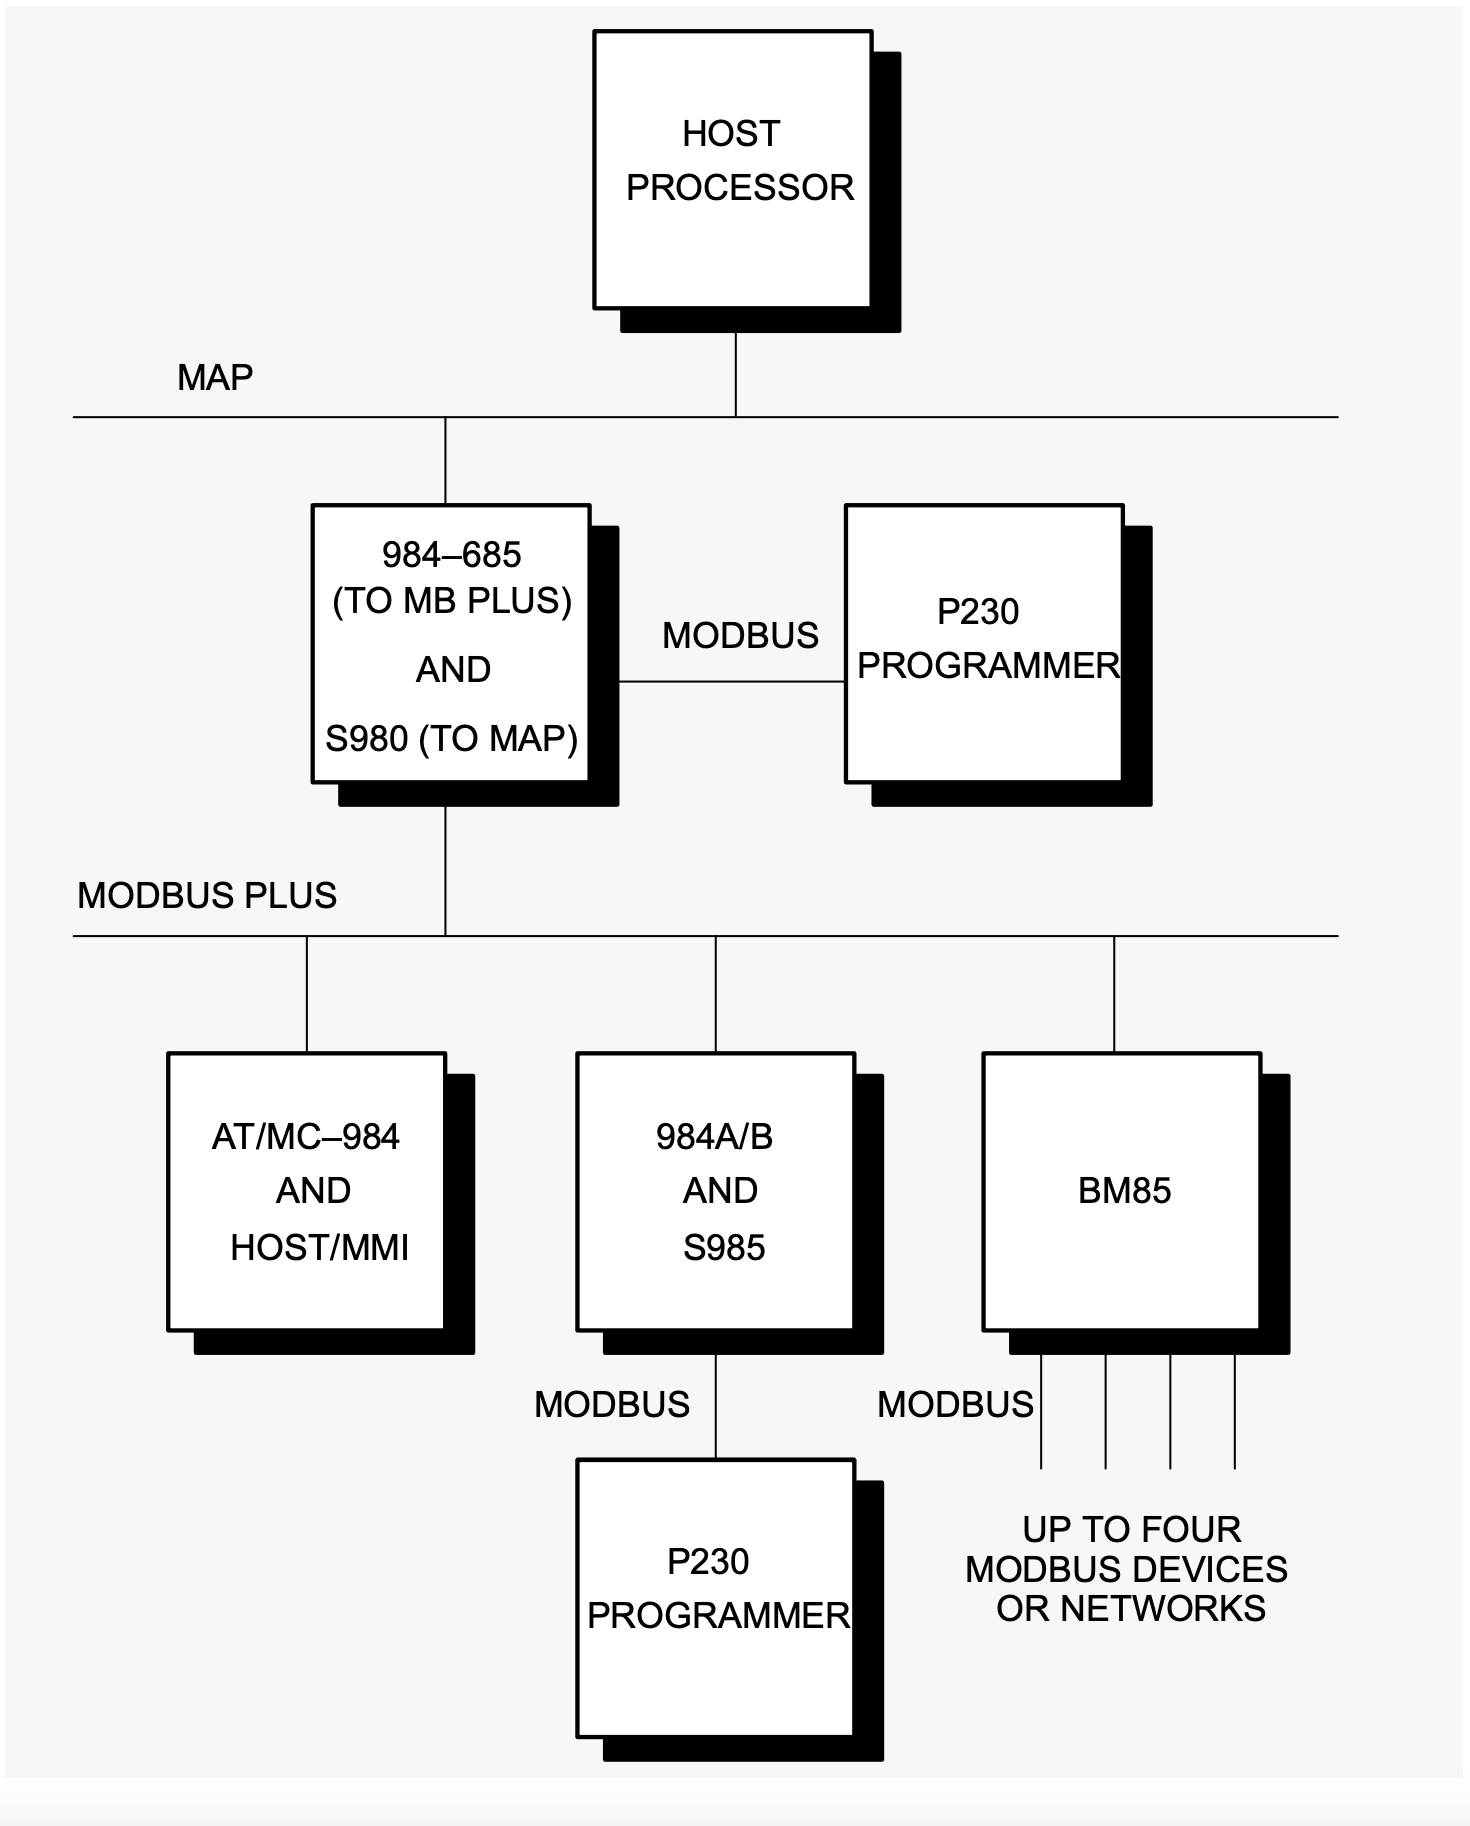 HOST
PROCESSOR
MAP
984–685
(TO MB PLUS)
AND
S980 (TO MAP)
MODBUS
P230
PROGRAMMER
MODBUS PLUS
AT/MC–984
AND
HOST/MMI
984A/B
AND
S985
BM85
MODBUS
MODBUS
P230
PROGRAMMER
UP TO FOUR
MODBUS DEVICES
OR NETWORKS